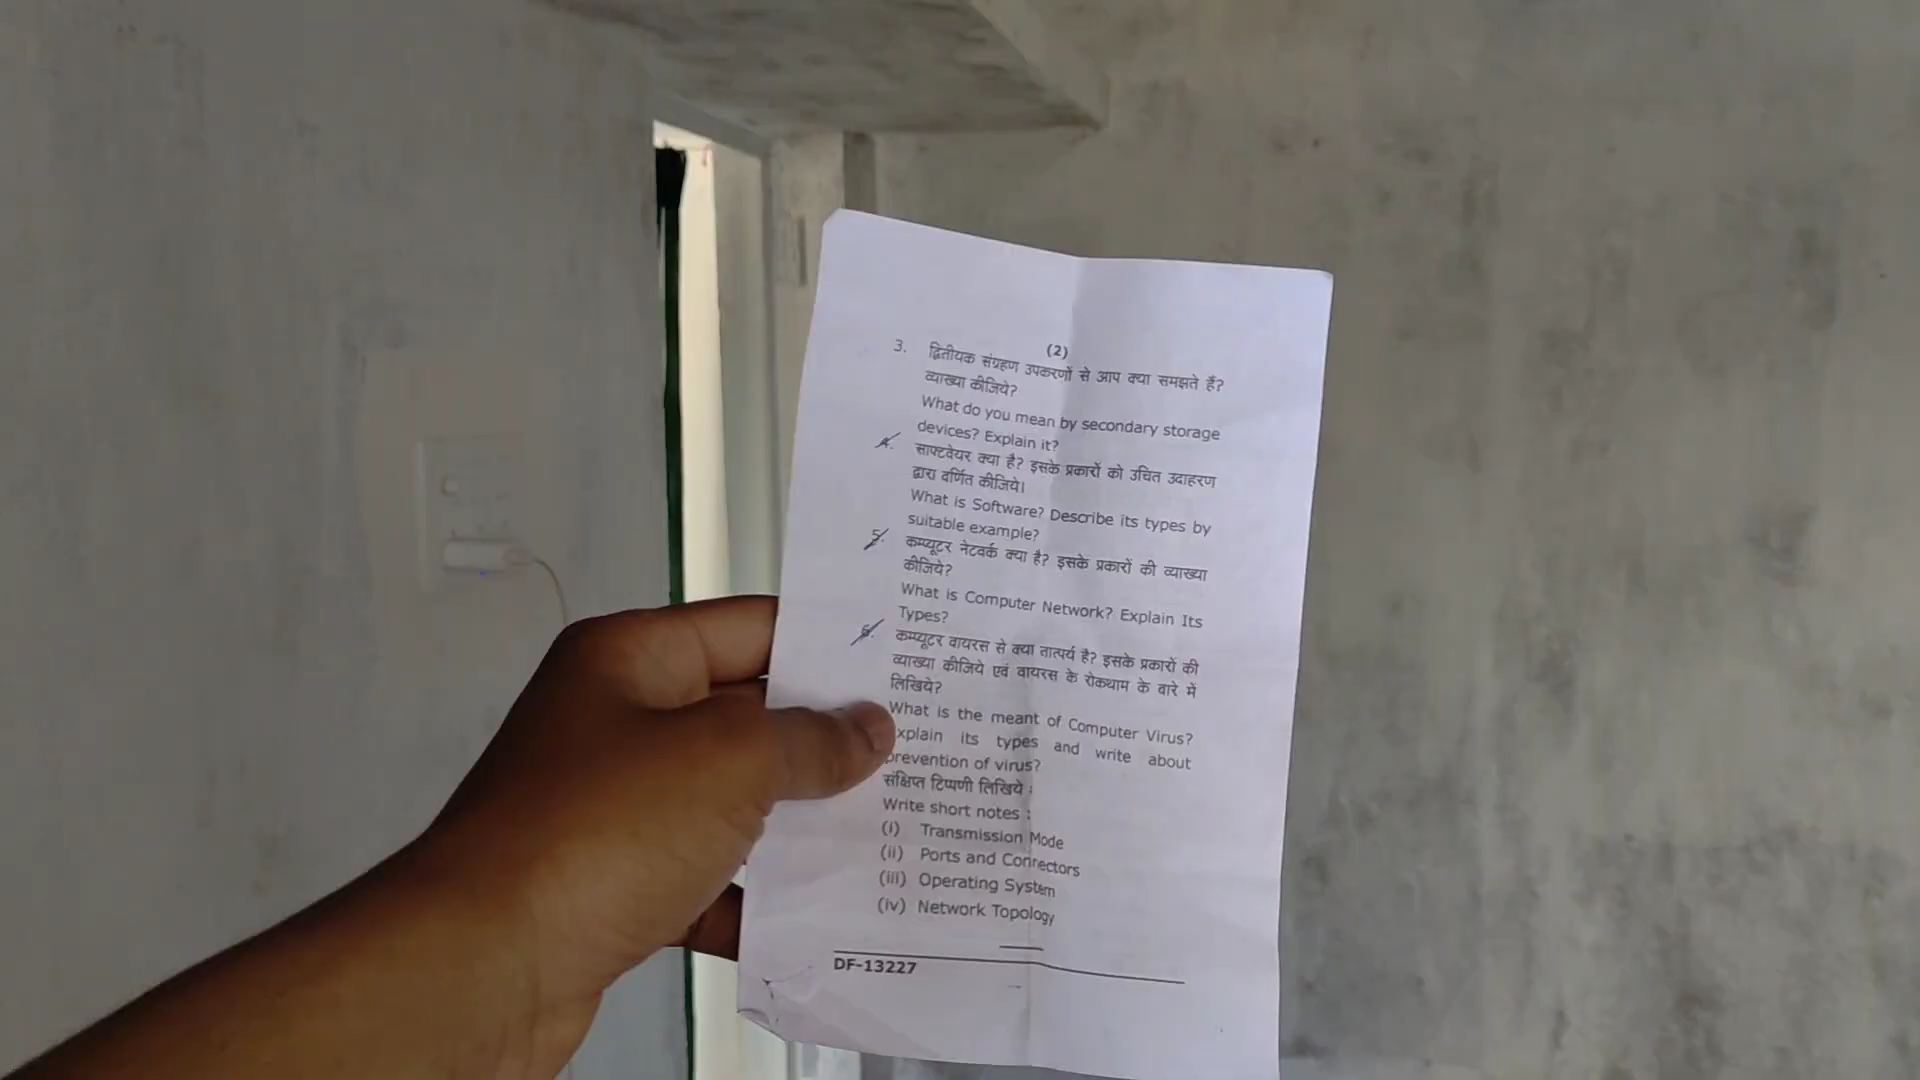 (2)
3. द्वितीयक संग्रहण उपकरणों से आप क्या समझते हैं?
व्याख्या कीजिये?
What do you mean by secondary storage
devices? Explain it?
4. साफ्टवेयर क्या है? इसके प्रकारों को उचित उदाहरण
द्वारा वर्णित कीजिये।
What is Software? Describe its types by
suitable example?
5. कम्प्यूटर नेटवर्क क्या है? इसके प्रकारों की व्याख्या
कीजिये?
What is Computer Network? Explain Its
Types?
6. कम्प्यूटर वायरस से क्या तात्पर्य है? इसके प्रकारों की
व्याख्या कीजिये एवं वायरस के रोकथाम के बारे में
लिखिये?
What is the meant of Computer Virus?
xplain its types and write about
prevention of virus?
संक्षिप्त टिप्पणी लिखिये :
Write short notes :
(i) Transmission Mode
(ii) Ports and Connectors
(iii) Operating System
(iv) Network Topology
DF-13227